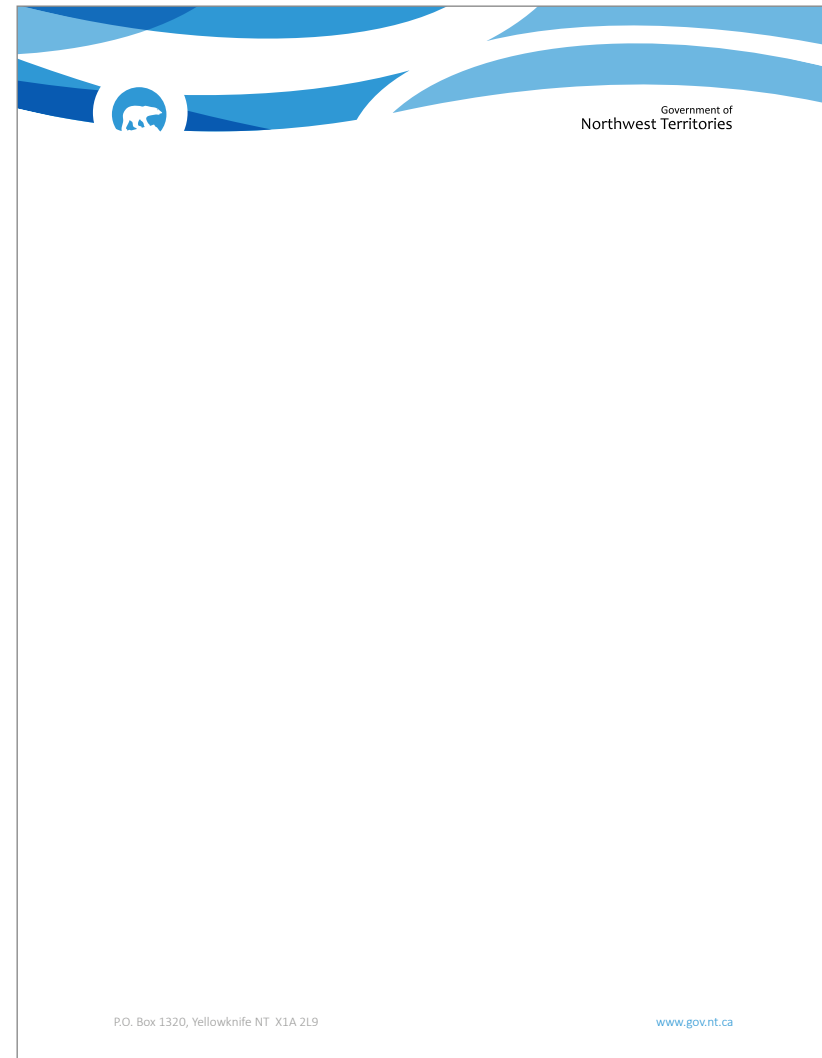 Government of
Northwest Territories
P.O. Box 1320, Yellowknife NT  X1A 2L9
www.gov.nt.ca